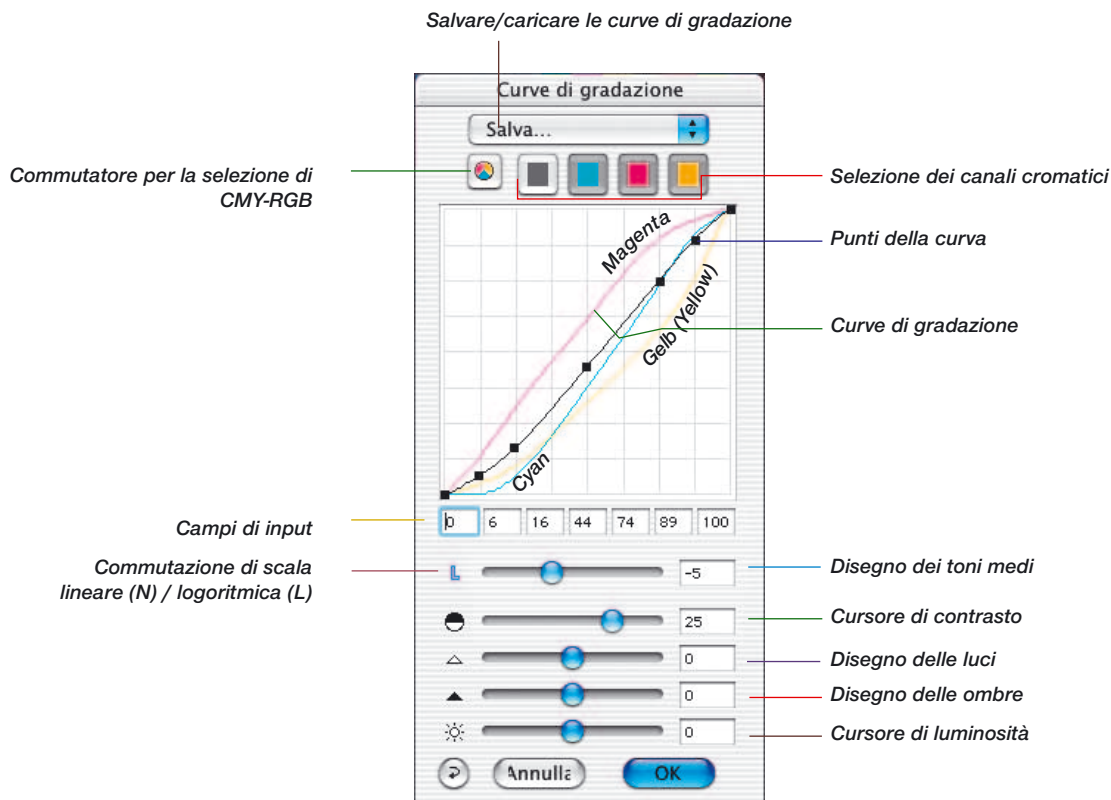 Salvare/caricare le curve di gradazione
Curve di gradazione
Salva...
Commutatore per la selezione di
CMY-RGB
Selezione dei canali cromatici
Magenta
Punti della curva
Gelb (Yellow)
Curve di gradazione
Cyan
Campi di input
0 6 16 44 74 89 100
Commutazione di scala
lineare (N) / logoritmica (L)
L
-5
Disegno dei toni medi
25
Cursore di contrasto
0
Disegno delle luci
0
Disegno delle ombre
0
Cursore di luminosità
Annulla
OK